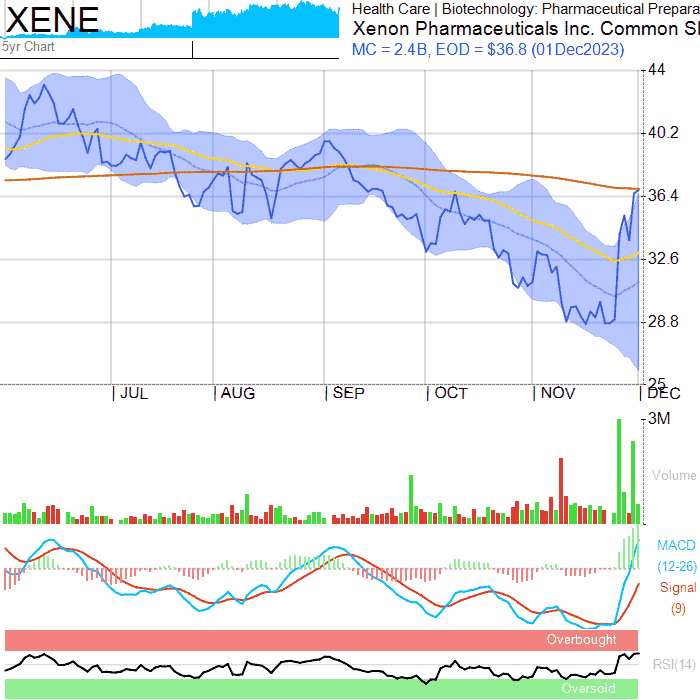 XENE
Health Care | Biotechnology: Pharmaceutical Prepara
Xenon Pharmaceuticals Inc. Common
MC = 2.4B, EOD = $36.8 (01Dec2023)
5yr Chart
44
40.2
36.4
32.6
28.8
25
JUL
AUG
SEP
OCT
NOV
DEC
3M
Volume
MACD
(12-26)
Signal
(9)
Overbought
RSI(14)
Oversold